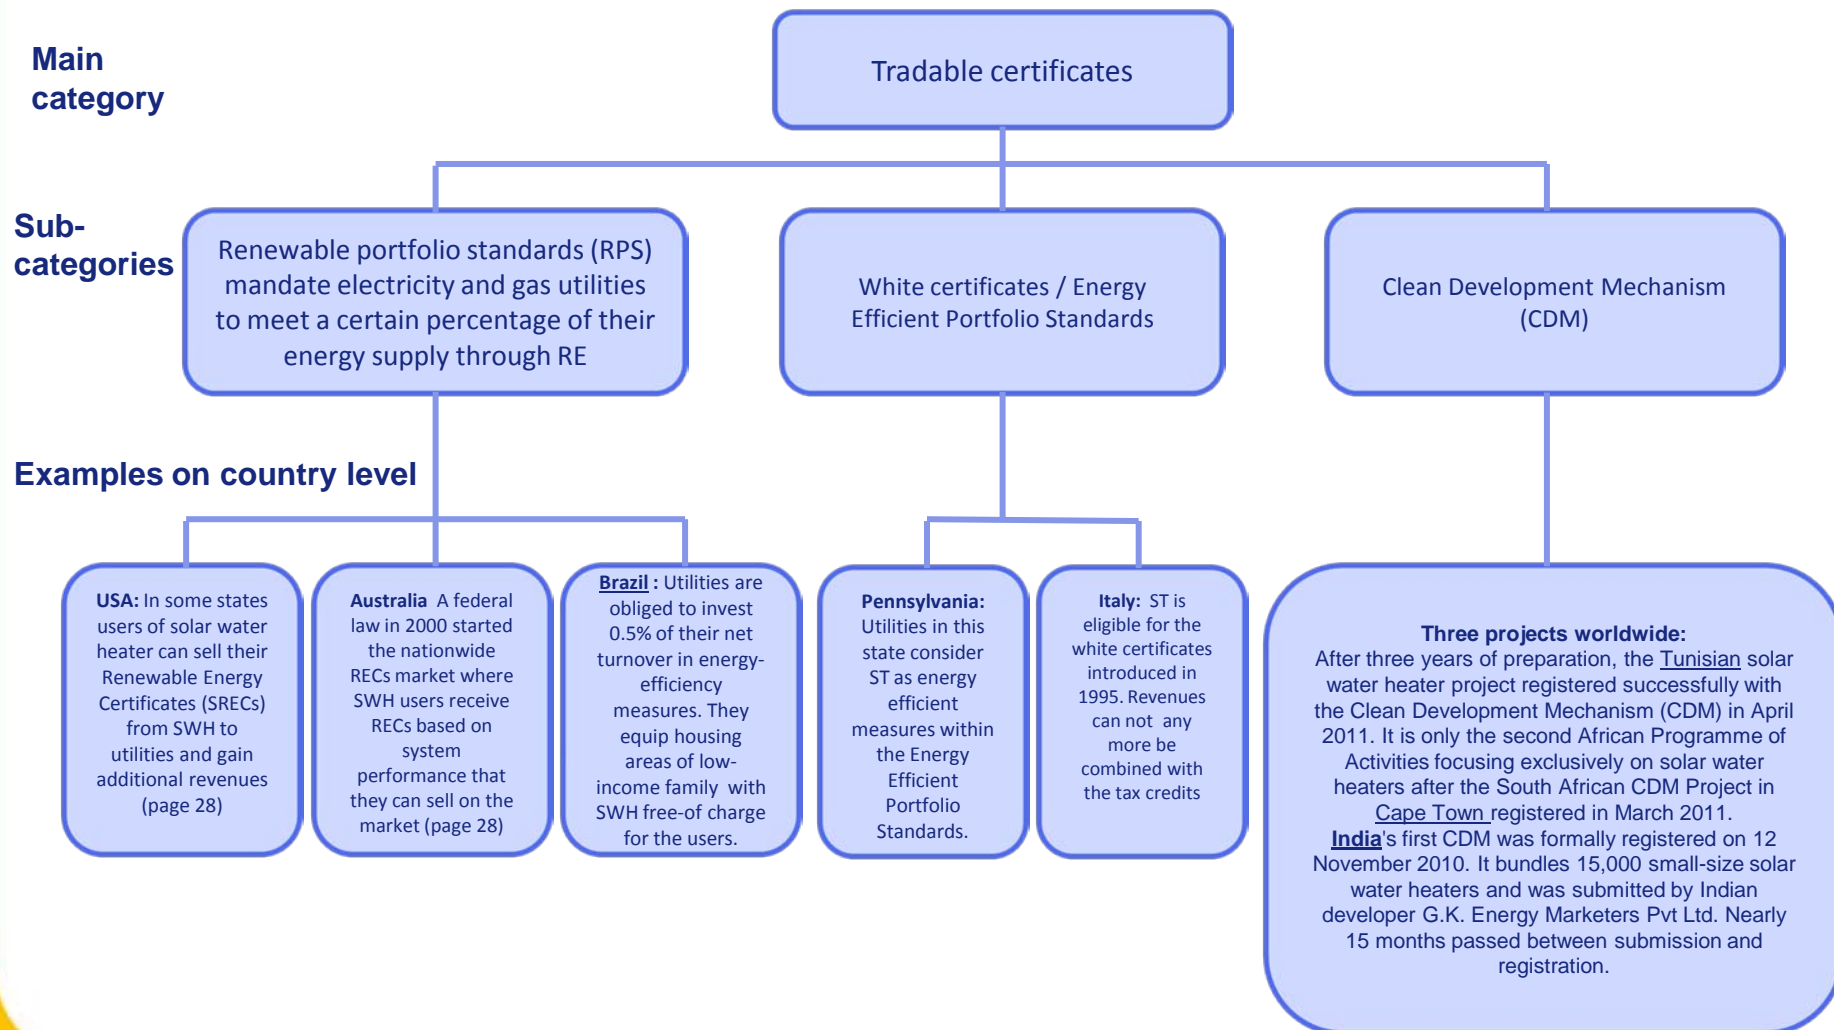 Main
category
Tradable certificates
Sub-
categories
Renewable portfolio standards (RPS)
mandate electricity and gas utilities
to meet a certain percentage of their
energy supply through RE
White certificates / Energy
Efficient Portfolio Standards
Clean Development Mechanism
(CDM)
Examples on country level
USA: In some states
users of solar water
heater can sell their
Renewable Energy
Certificates (SRECs)
from SWH to
utilities and gain
additional revenues
(page 28)
Australia A federal
law in 2000 started
the nationwide
RECs market where
SWH users receive
RECs based on
system
performance that
they can sell on the
market (page 28)
Brazil : Utilities are
obliged to invest
0.5% of their net
turnover in energy-
efficiency
measures. They
equip housing
areas of low-
income family with
SWH free-of charge
for the users.
Pennsylvania:
Utilities in this
state consider
ST as energy
efficient
measures within
the Energy
Efficient
Portfolio
Standards.
Italy: ST is
eligible for the
white certificates
introduced in
1995. Revenues
can not any
more be
combined with
the tax credits
Three projects worldwide:
After three years of preparation, the Tunisian solar
water heater project registered successfully with
the Clean Development Mechanism (CDM) in April
2011. It is only the second African Programme of
Activities focusing exclusively on solar water
heaters after the South African CDM Project in
Cape Town registered in March 2011.
India's first CDM was formally registered on 12
November 2010. It bundles 15,000 small-size solar
water heaters and was submitted by Indian
developer G.K. Energy Marketers Pvt Ltd. Nearly
15 months passed between submission and
registration.